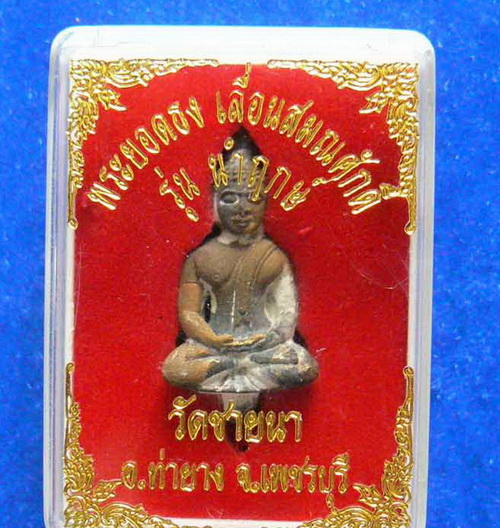 พระยอดธง เลื่อนสมณศักดิ์
รุ่น นำฤกษ์
วัดชายนา
อ.ท่ายาง จ.เพชรบุรี